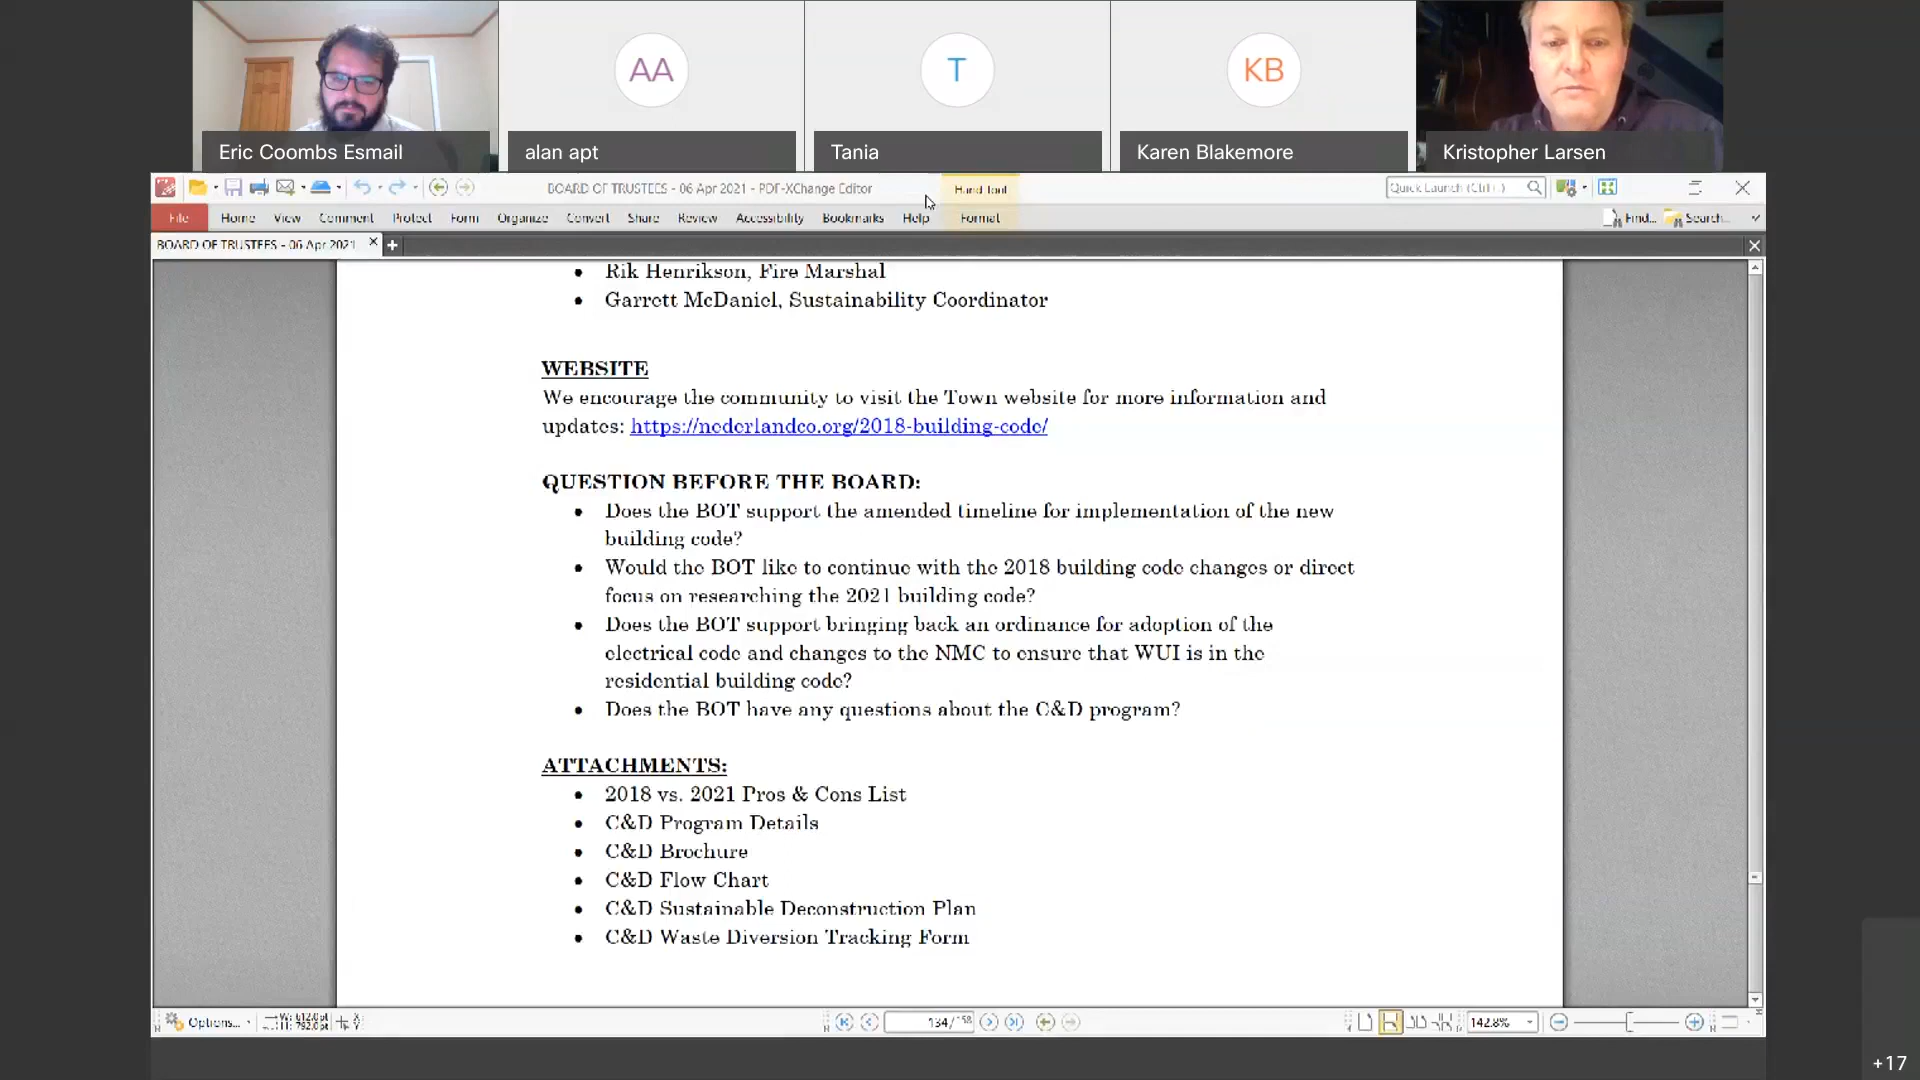 AA
T
KB
Eric Coombs Esmail
alan apt
Tania
Karen Blakemore
Kristopher Larsen
BOARD OF TRUSTEES - 06 Apr 2021 - PDF-XChange Editor
Hand Tool
Quick Launch (Ctrl+.)
File Home View Comment Protect Form Organize Convert Share Review Accessibility Bookmarks Help Format
Find... Search...
BOARD OF TRUSTEES - 06 Apr 2021
• Rik Henrikson, Fire Marshal
• Garrett McDaniel, Sustainability Coordinator
WEBSITE
We encourage the community to visit the Town website for more information and
updates: https://nederlandco.org/2018-building-code/
QUESTION BEFORE THE BOARD:
• Does the BOT support the amended timeline for implementation of the new
building code?
• Would the BOT like to continue with the 2018 building code changes or direct
focus on researching the 2021 building code?
• Does the BOT support bringing back an ordinance for adoption of the
electrical code and changes to the NMC to ensure that WUI is in the
residential building code?
• Does the BOT have any questions about the C&D program?
ATTACHMENTS:
• 2018 vs. 2021 Pros & Cons List
• C&D Program Details
• C&D Brochure
• C&D Flow Chart
• C&D Sustainable Deconstruction Plan
• C&D Waste Diversion Tracking Form
Options...
W: 612.0pt
H: 792.0pt
X:
Y:
134/158
142.8%
+17